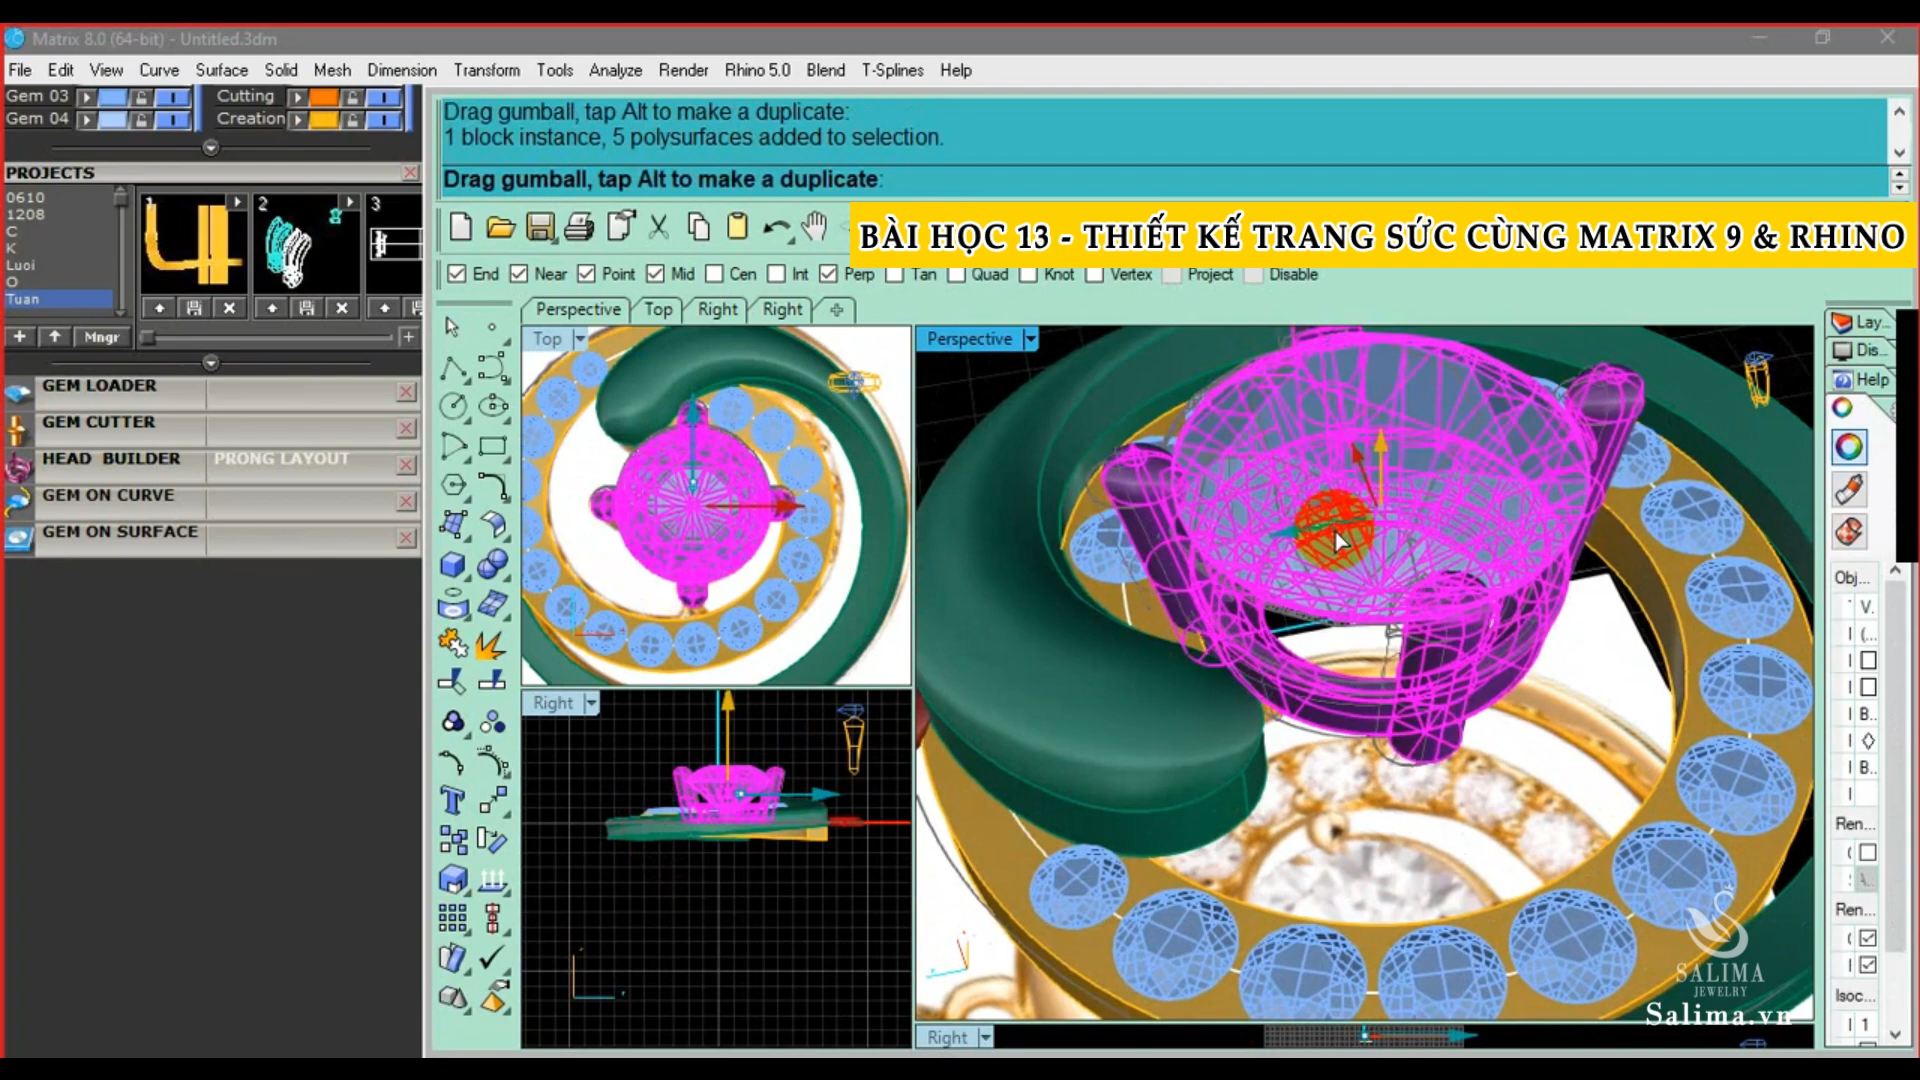 Matrix 8.0 (64-bit) - Untitled.3dm
File Edit View Curve Surface Solid Mesh Dimension Transform Tools Analyze Render Rhino 5.0 Blend T-Splines Help
Gem 03 Cutting
Gem 04 Creation
Drag gumball, tap Alt to make a duplicate:
1 block instance, 5 polysurfaces added to selection.
Drag gumball, tap Alt to make a duplicate:
BÀI HỌC 13 - THIẾT KẾ TRANG SỨC CÙNG MATRIX 9 & RHINO
End Near Point Mid Cen Int Perp Tan Quad Knot Vertex Project Disable
PROJECTS
0610
1208
C
K
Luoi
O
Tuan
1 2 3
Mngr
GEM LOADER
GEM CUTTER
HEAD BUILDER PRONG LAYOUT
GEM ON CURVE
GEM ON SURFACE
Perspective Top Right Right
Top
Perspective
Right
Right
Lay...
Dis...
Help
Obj...
V.
(...
B..
B..
Ren...
Ren...
Isoc...
1
SALIMA
JEWELRY
Salima.vn